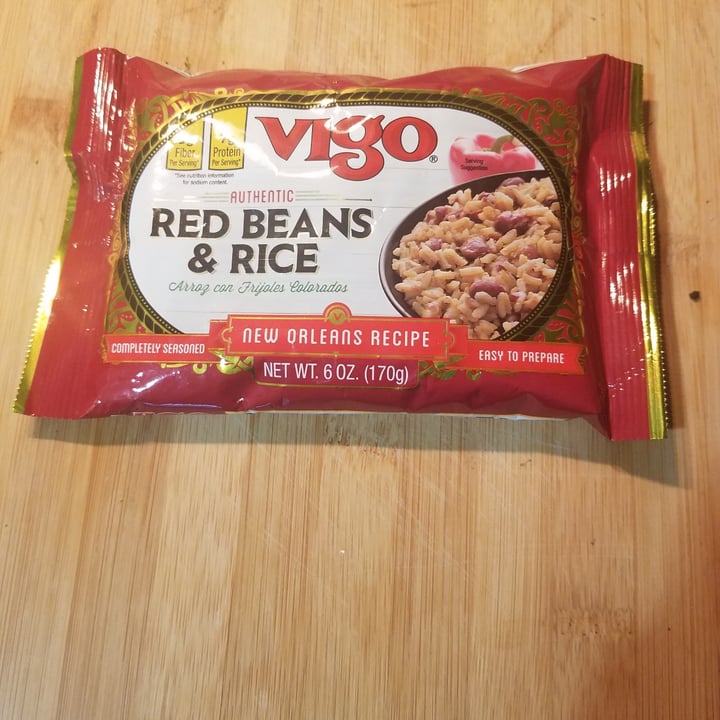 Fiber
Per Serving*
Protein
Per Serving*
*See nutrition information
for sodium content.
VIgO®
Serving
Suggestion
AUTHENTIC
RED BEANS
& RICE
Arroz con Frijoles Colorados
V
COMPLETELY SEASONED
NEW ORLEANS RECIPE
EASY TO PREPARE
NET WT. 6 OZ. (170g)